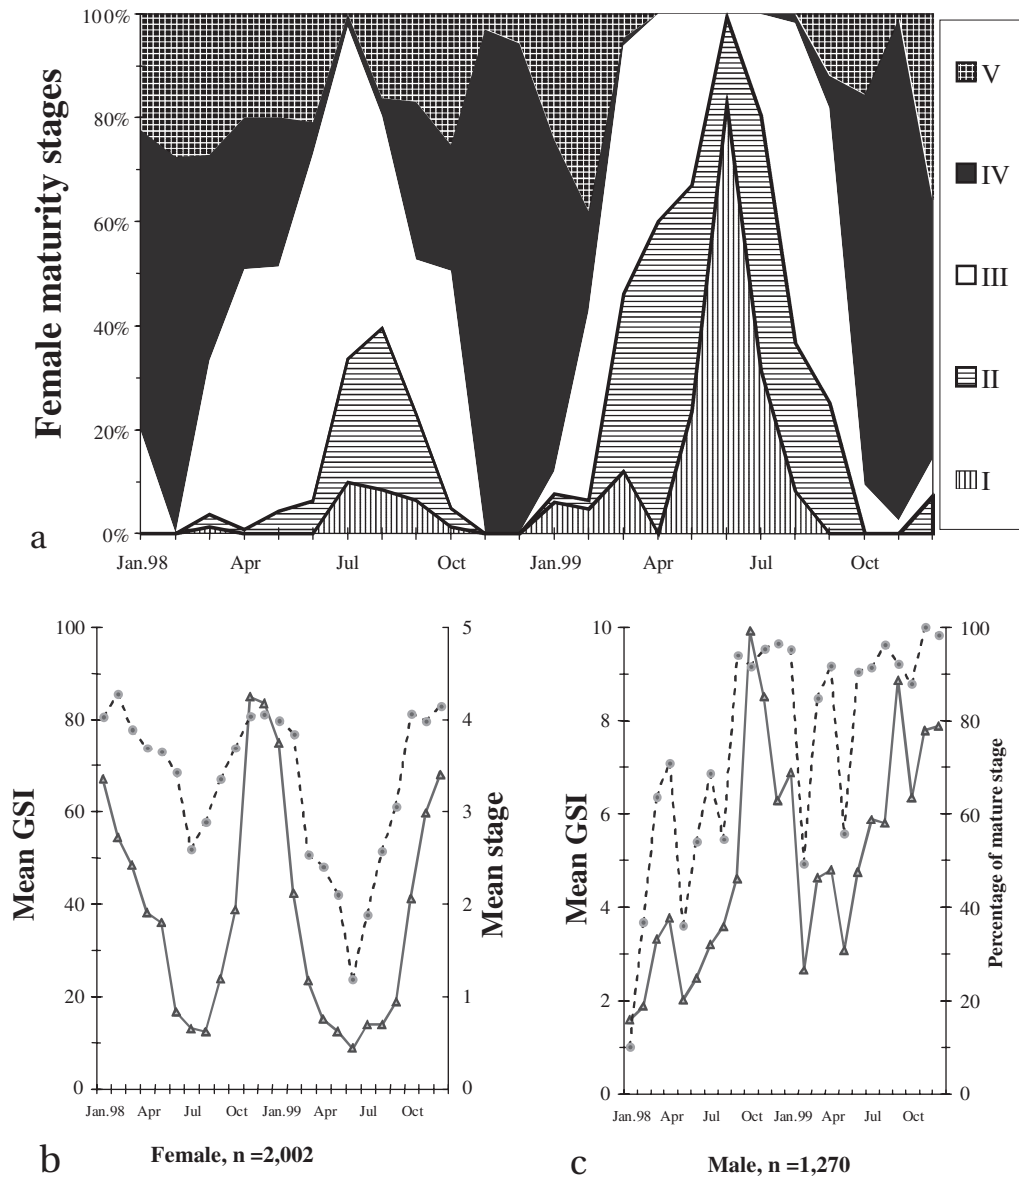 Female maturity stages
100%
80%
60%
40%
20%
0%
Jan.98 Apr Jul Oct Jan.99 Apr Jul Oct
V
IV
III
II
I
a
Mean GSI
100
80
60
40
20
0
5
4
3
2
1
0
Mean stage
Jan.98 Apr Jul Oct Jan.99 Apr Jul Oct
b
Female, n =2,002
Mean GSI
10
8
6
4
2
0
100
80
60
40
20
0
Percentage of mature stage
Jan.98 Apr Jul Oct Jan.99 Apr Jul Oct
c
Male, n =1,270